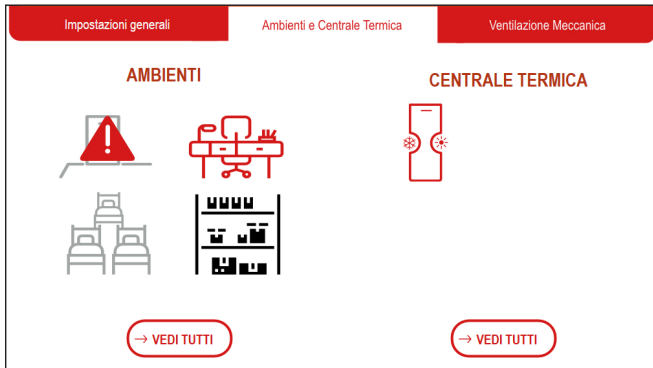 Impostazioni generali
Ambienti e Centrale Termica
Ventilazione Meccanica
AMBIENTI
CENTRALE TERMICA
→ VEDI TUTTI
→ VEDI TUTTI